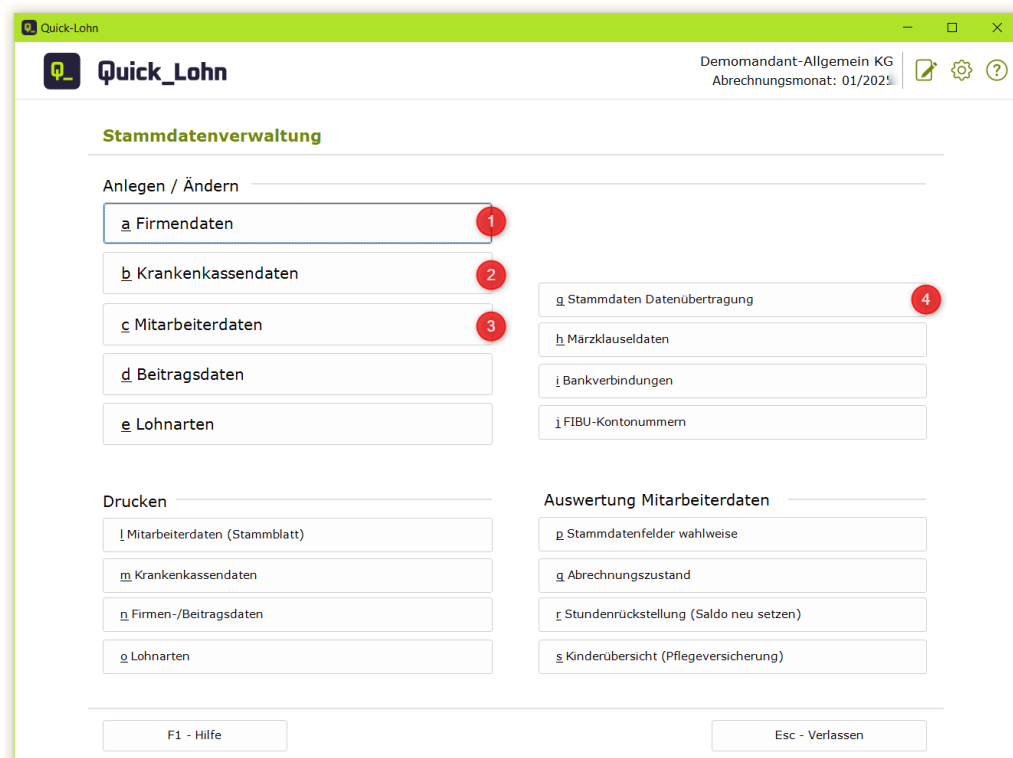 Quick-Lohn
Q_ Quick_Lohn
Demomandant-Allgemein KG
Abrechnungsmonat: 01/2025
Stammdatenverwaltung
Anlegen / Ändern
a Firmendaten 1
b Krankenkassendaten 2
c Mitarbeiterdaten 3
d Beitragsdaten
e Lohnarten
g Stammdaten Datenübertragung 4
h Märzklauseldaten
i Bankverbindungen
j FIBU-Kontonummern
Drucken
l Mitarbeiterdaten (Stammblatt)
m Krankenkassendaten
n Firmen-/Beitragsdaten
o Lohnarten
Auswertung Mitarbeiterdaten
p Stammdatenfelder wahlweise
q Abrechnungszustand
r Stundenrückstellung (Saldo neu setzen)
s Kinderübersicht (Pflegeversicherung)
F1 - Hilfe
Esc - Verlassen